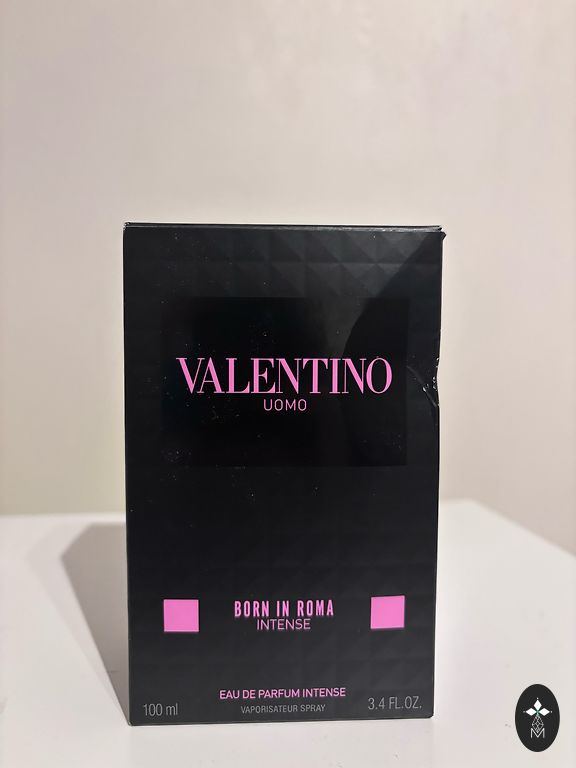 VALENTINO
UOMO
BORN IN ROMA
INTENSE
EAU DE PARFUM INTENSE
100 ml VAPORISATEUR SPRAY 3.4 FL.OZ.